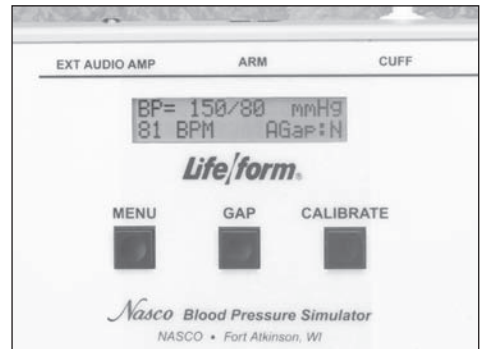 EXT AUDIO AMP ARM CUFF
BP= 150/80 mmHg
81 BPM AGap:N
Life/form®
MENU GAP CALIBRATE
Nasco Blood Pressure Simulator
NASCO • Fort Atkinson, WI